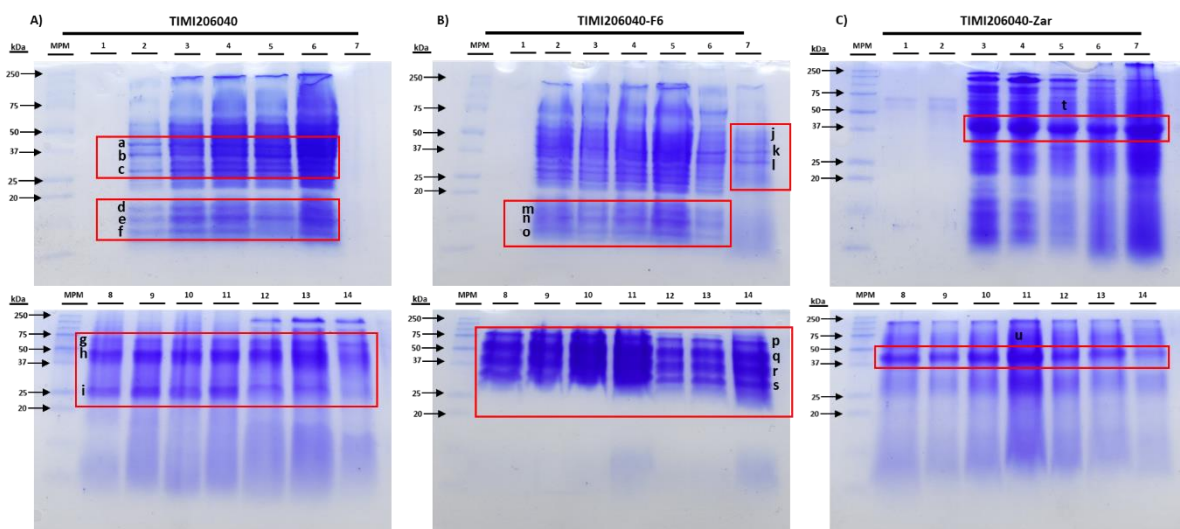 A) TIMI206040
kDa MPM 1 2 3 4 5 6 7
250
75
50
37
25
20
a
b
c
d
e
f
kDa MPM 8 9 10 11 12 13 14
250
75
50
37
25
20
g
h
i
B) TIMI206040-F6
kDa MPM 1 2 3 4 5 6 7
250
75
50
37
25
20
j
k
l
m
n
o
kDa MPM 8 9 10 11 12 13 14
250
75
50
37
25
20
p
q
r
s
C) TIMI206040-Zar
kDa MPM 1 2 3 4 5 6 7
250
75
50
37
25
20
t
kDa MPM 8 9 10 11 12 13 14
250
75
50
37
25
20
u